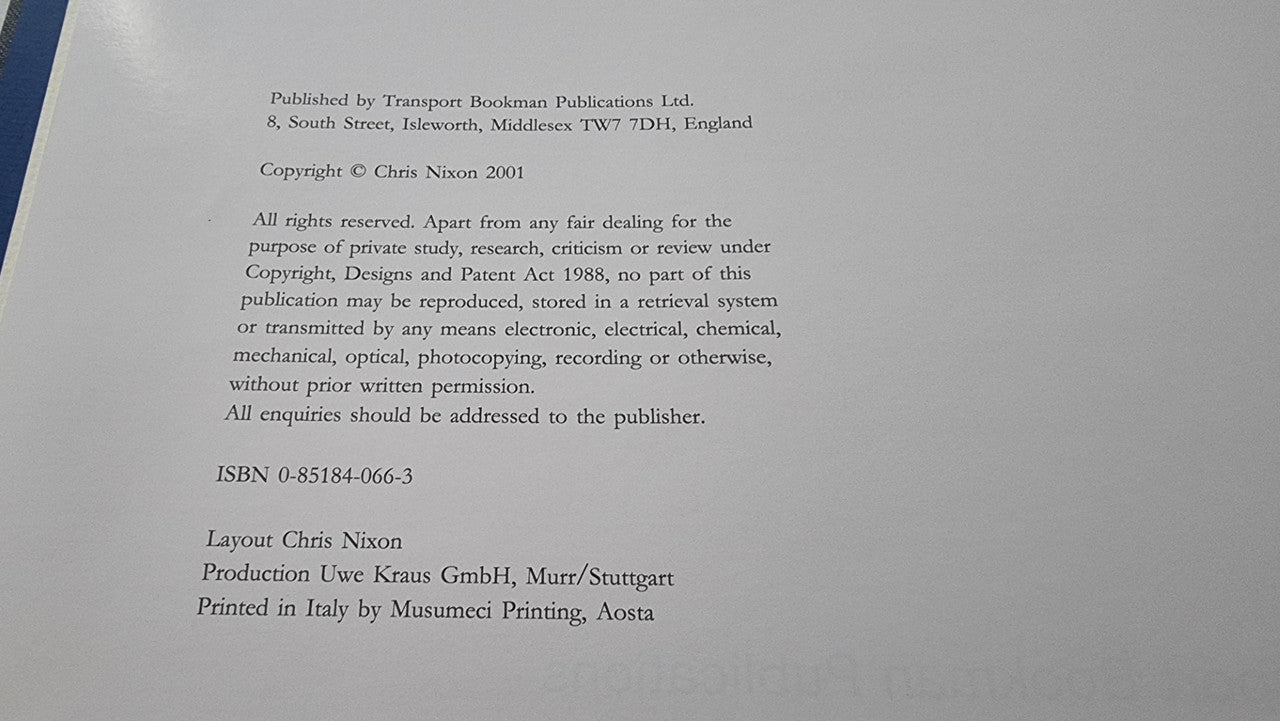 Published by Transport Bookman Publications Ltd.
8, South Street, Isleworth, Middlesex TW7 7DH, England
Copyright © Chris Nixon 2001
All rights reserved. Apart from any fair dealing for the
purpose of private study, research, criticism or review under
Copyright, Designs and Patent Act 1988, no part of this
publication may be reproduced, stored in a retrieval system
or transmitted by any means electronic, electrical, chemical,
mechanical, optical, photocopying, recording or otherwise,
without prior written permission.
All enquiries should be addressed to the publisher.
ISBN 0-85184-066-3
Layout Chris Nixon
Production Uwe Kraus GmbH, Murr/Stuttgart
Printed in Italy by Musumeci Printing, Aosta